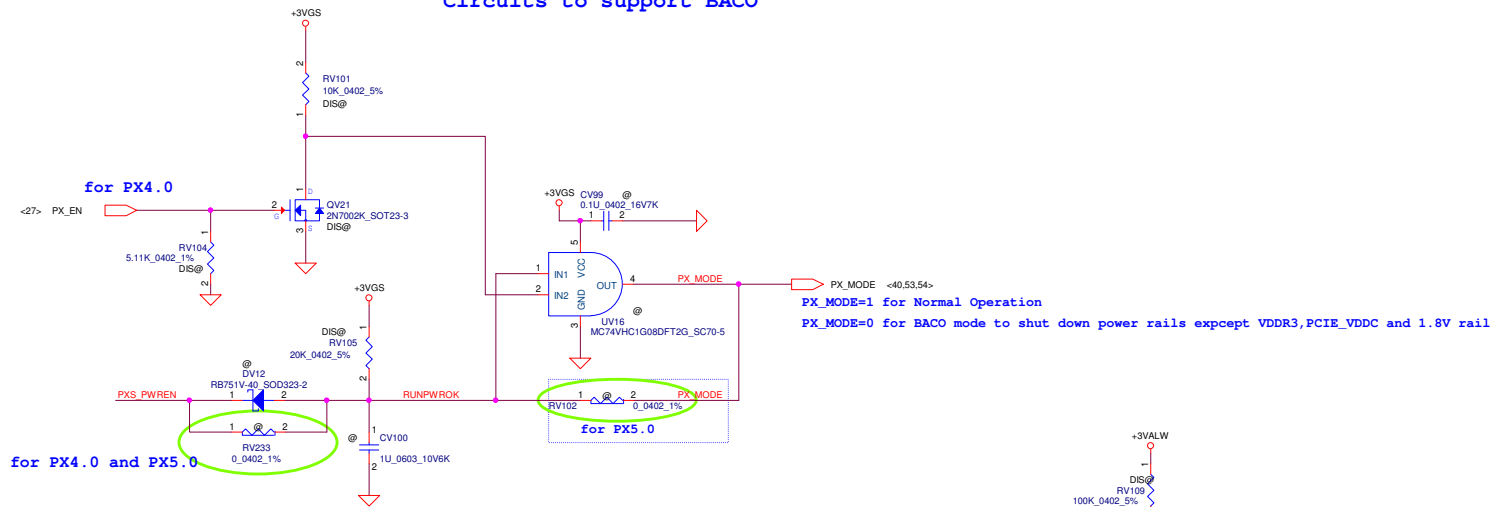 Circuits to support BACO
+3VGS
2
RV101
10K_0402_5%
DIS@
1
for PX4.0
<27> PX_EN
2
G
1
D
QV21
2N7002K_SOT23-3
DIS@
3
S
1
RV104
5.11K_0402_1%
DIS@
2
+3VGS
CV99
@
0.1U_0402_16V7K
1
2
5
1
IN1
VCC
2
IN2
OUT
4
PX_MODE
GND
3
@
UV16
MC74VHC1G08DFT2G_SC70-5
PX_MODE <40,53,54>
PX_MODE=1 for Normal Operation
PX_MODE=0 for BACO mode to shut down power rails expcept VDDR3,PCIE_VDDC and 1.8V rail
+3VGS
1
DIS@
RV105
20K_0402_5%
2
@
DV12
RB751V-40_SOD323-2
PXS_PWREN
1
2
RUNPWROK
1
@
2
PX_MODE
RV102
0_0402_1%
for PX5.0
1
@
2
RV233
0_0402_1%
for PX4.0 and PX5.0
@
1
CV100
1U_0603_10V6K
2
+3VALW
1
DIS@
RV109
100K_0402_5%